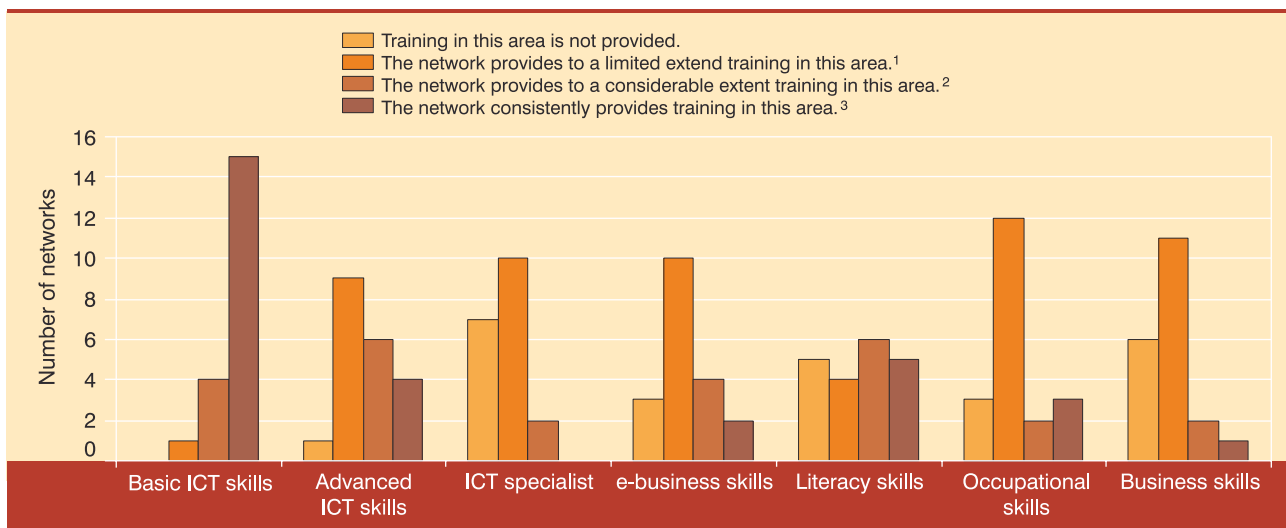 Training in this area is not provided.
The network provides to a limited extend training in this area.¹
The network provides to a considerable extent training in this area.²
The network consistently provides training in this area.³
Number of networks
16
14
12
10
8
6
4
2
0
Basic ICT skills
Advanced
ICT skills
ICT specialist
e-business skills
Literacy skills
Occupational
skills
Business skills